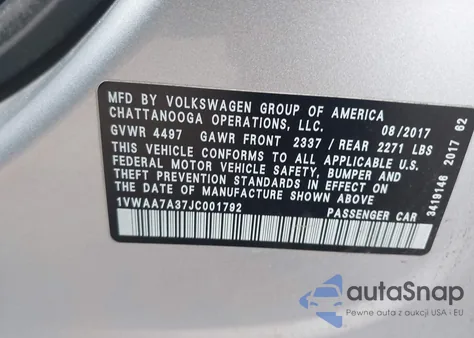 MFD BY VOLKSWAGEN GROUP OF AMERICA
CHATTANOOGA OPERATIONS, LLC. 08/2017
GVWR 4497 GAWR FRONT 2337 / REAR 2271 LBS
THIS VEHICLE CONFORMS TO ALL APPLICABLE
FEDERAL MOTOR VEHICLE SAFETY, BUMPER AND
THEFT PREVENTION STANDARDS IN EFFECT ON
THE DATE OF MANUFACTURE SHOWN ABOVE
1VWAA7A37JC001792 PASSENGER CAR
3419146 2017 62
autoSnap
Pewne auta z aukcji USA i EU